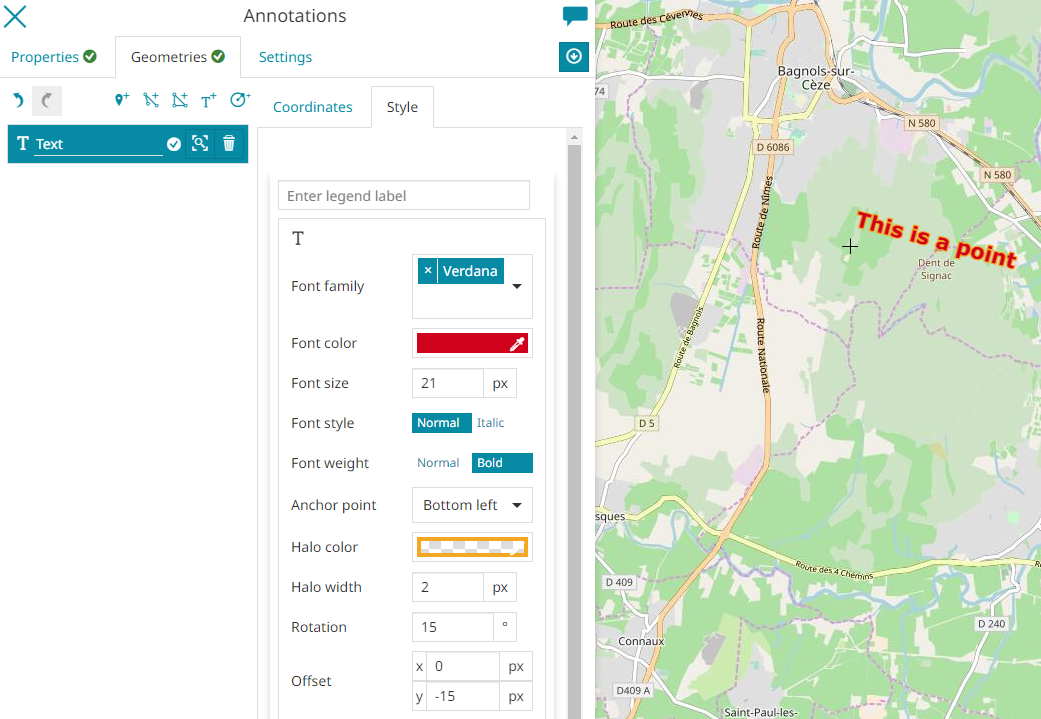 Annotations
Properties
Geometries
Settings
Coordinates
Style
T Text
Enter legend label
T
Font family
× Verdana
Font color
Font size
21 px
Font style
Normal Italic
Font weight
Normal Bold
Anchor point
Bottom left
Halo color
Halo width
2 px
Rotation
15 °
Offset
x 0 px
y -15 px
Route des Cévennes
Bagnols-sur-
Cèze
74
N 580
D 6086
N 580
Route de Nîmes
This is a point
Dent de
Signac
Route de Bagnols
Route Nationale
D 5
sques
Route des 4 Chemins
D 409
D 240
Connaux
D409 A
Saint-Paul-les-